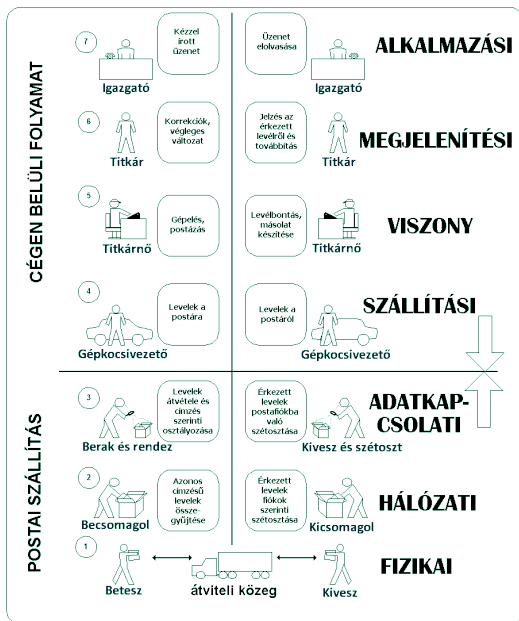 CÉGEN BELÜLI FOLYAMAT
7
Kézzel
írott
üzenet
Igazgató
Üzenet
elolvasása
Igazgató
ALKALMAZÁSI
6
Korrekciók,
végleges
változat
Titkár
Jelzés az
érkezett
levélről és
továbbítás
Titkár
MEGJELENÍTÉSI
5
Gépelés,
postázás
Titkárnő
Levélbontás,
másolat
készítése
Titkárnő
VISZONY
4
Levelek a
postára
Gépkocsivezető
Levelek a
postáról
Gépkocsivezető
SZÁLLÍTÁSI
POSTAI SZÁLLÍTÁS
3
Levelek
átvétele és
címzés
szerinti
osztályozása
Berak és rendez
Érkezett
levelek
postafiókba
való
szétosztása
Kivesz és szétoszt
ADATKAP-
CSOLATI
2
Azonos
címzésű
levelek
össze-
gyűjtése
Becsomagol
Érkezett
levelek
fiókok
szerinti
szétosztása
Kicsomagol
HÁLÓZATI
1
Betesz
átviteli közeg
Kivesz
FIZIKAI